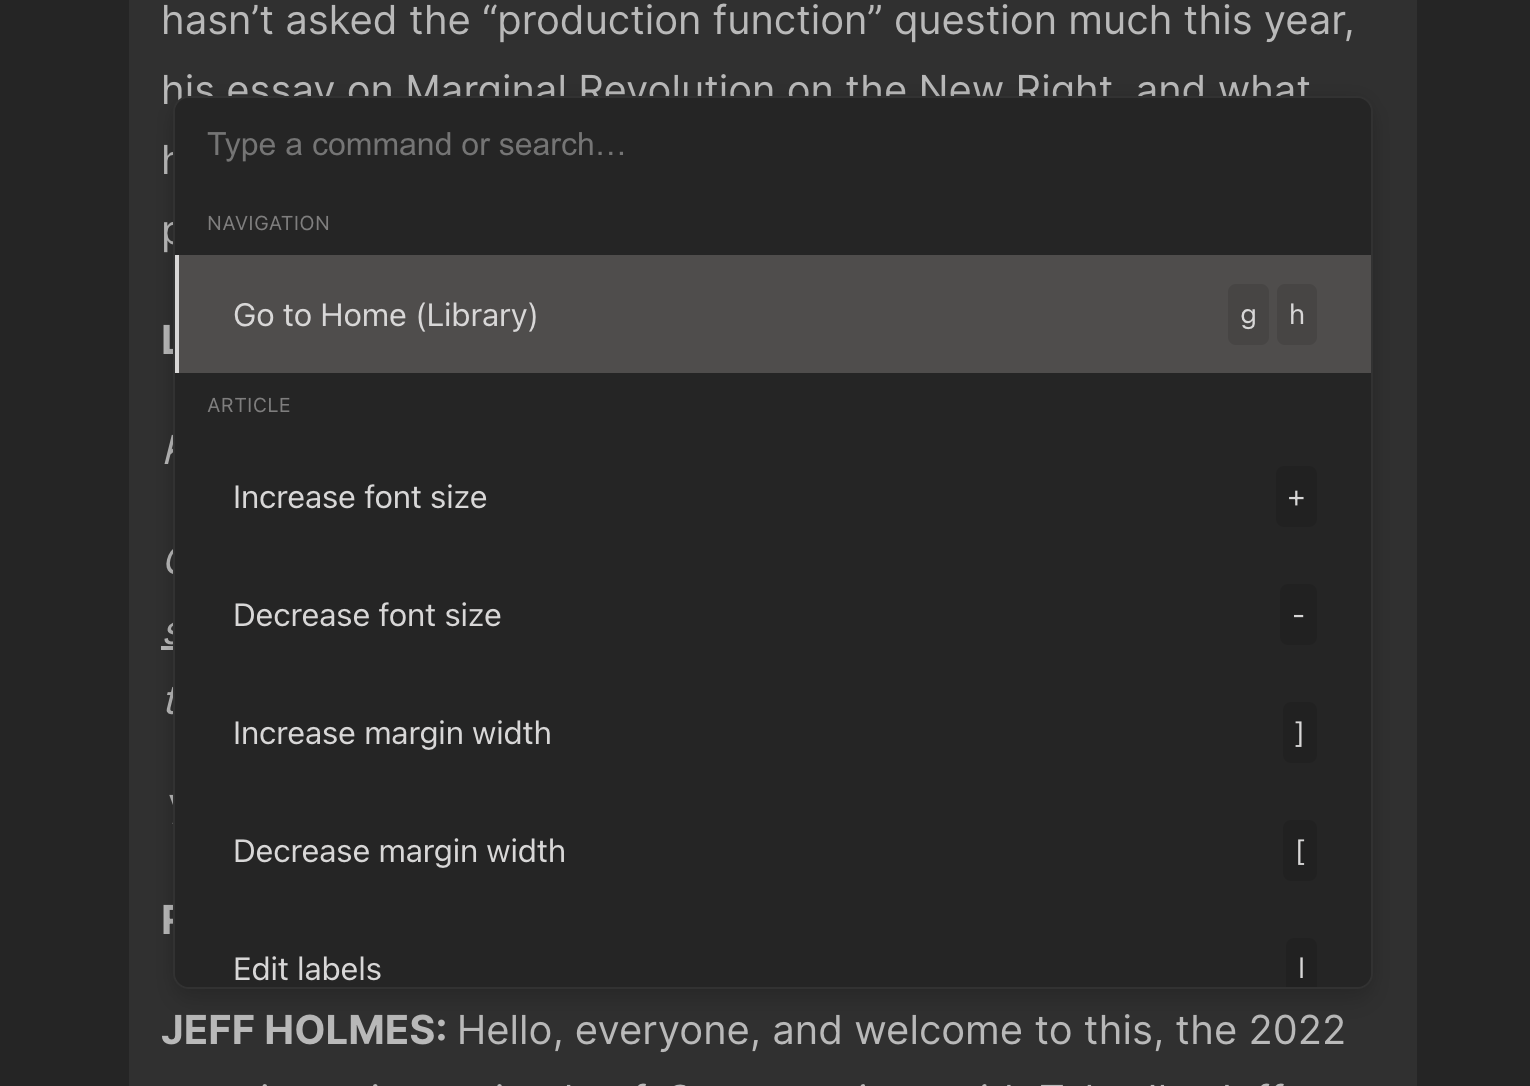 hasn’t asked the “production function” question much this year,
his essay on Marginal Revolution on the New Right, and what
Type a command or search…
NAVIGATION
Go to Home (Library) g h
ARTICLE
Increase font size +
Decrease font size -
Increase margin width ]
Decrease margin width [
Edit labels l
JEFF HOLMES: Hello, everyone, and welcome to this, the 2022